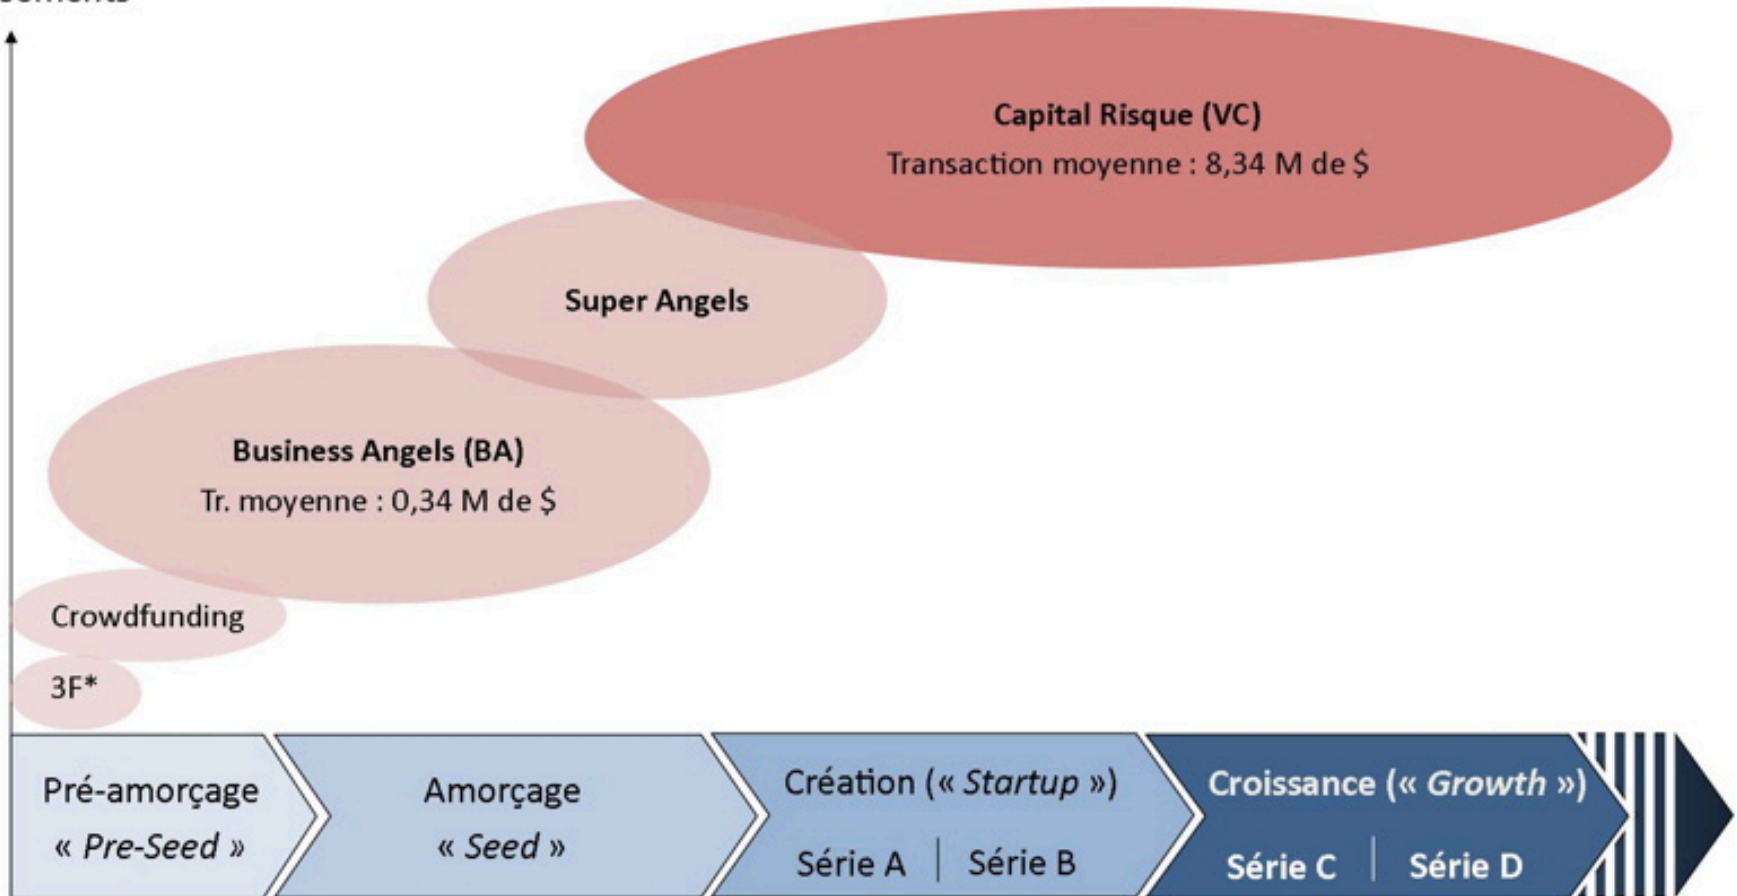 Capital Risque (VC)
Transaction moyenne : 8,34 M de $
Super Angels
Business Angels (BA)
Tr. moyenne : 0,34 M de $
Crowdfunding
3F*
Pré-amorçage
« Pre-Seed »
Amorçage
« Seed »
Création (« Startup »)
Série A | Série B
Croissance (« Growth »)
Série C | Série D